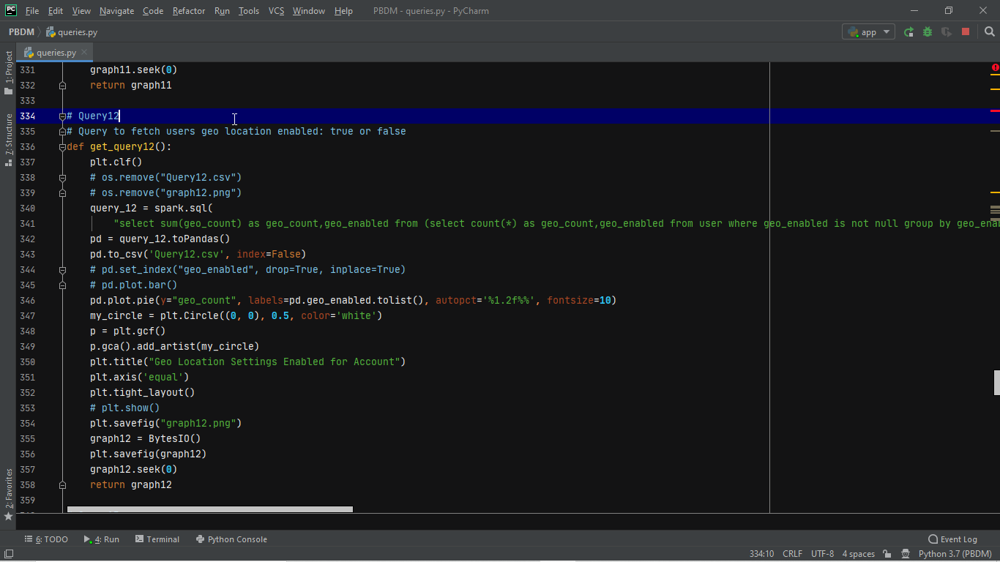 PC File Edit View Navigate Code Refactor Run Tools VCS Window Help PBDM - queries.py - PyCharm
PBDM queries.py app
queries.py
1: Project
7: Structure
2: Favorites
331 graph11.seek(0)
332 return graph11
333
334 # Query12
335 # Query to fetch users geo location enabled: true or false
336 def get_query12():
337 plt.clf()
338 # os.remove("Query12.csv")
339 # os.remove("graph12.png")
340 query_12 = spark.sql(
341 "select sum(geo_count) as geo_count,geo_enabled from (select count(*) as geo_count,geo_enabled from user where geo_enabled is not null group by geo_ena
342 pd = query_12.toPandas()
343 pd.to_csv('Query12.csv', index=False)
344 # pd.set_index("geo_enabled", drop=True, inplace=True)
345 # pd.plot.bar()
346 pd.plot.pie(y="geo_count", labels=pd.geo_enabled.tolist(), autopct='%1.2f%%', fontsize=10)
347 my_circle = plt.Circle((0, 0), 0.5, color='white')
348 p = plt.gcf()
349 p.gca().add_artist(my_circle)
350 plt.title("Geo Location Settings Enabled for Account")
351 plt.axis('equal')
352 plt.tight_layout()
353 # plt.show()
354 plt.savefig("graph12.png")
355 graph12 = BytesIO()
356 plt.savefig(graph12)
357 graph12.seek(0)
358 return graph12
359
6: TODO 4: Run Terminal Python Console Event Log
334:10 CRLF UTF-8 4 spaces Python 3.7 (PBDM)